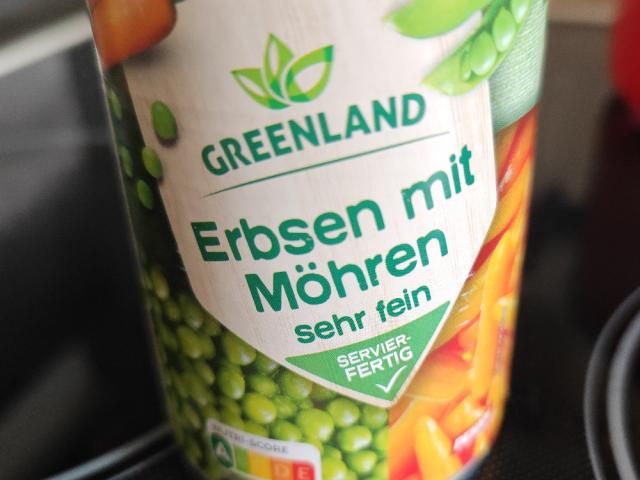 GREENLAND
Erbsen mit
Möhren
sehr fein
SERVIER-
FERTIG
NUTRI-SCORE
A D E